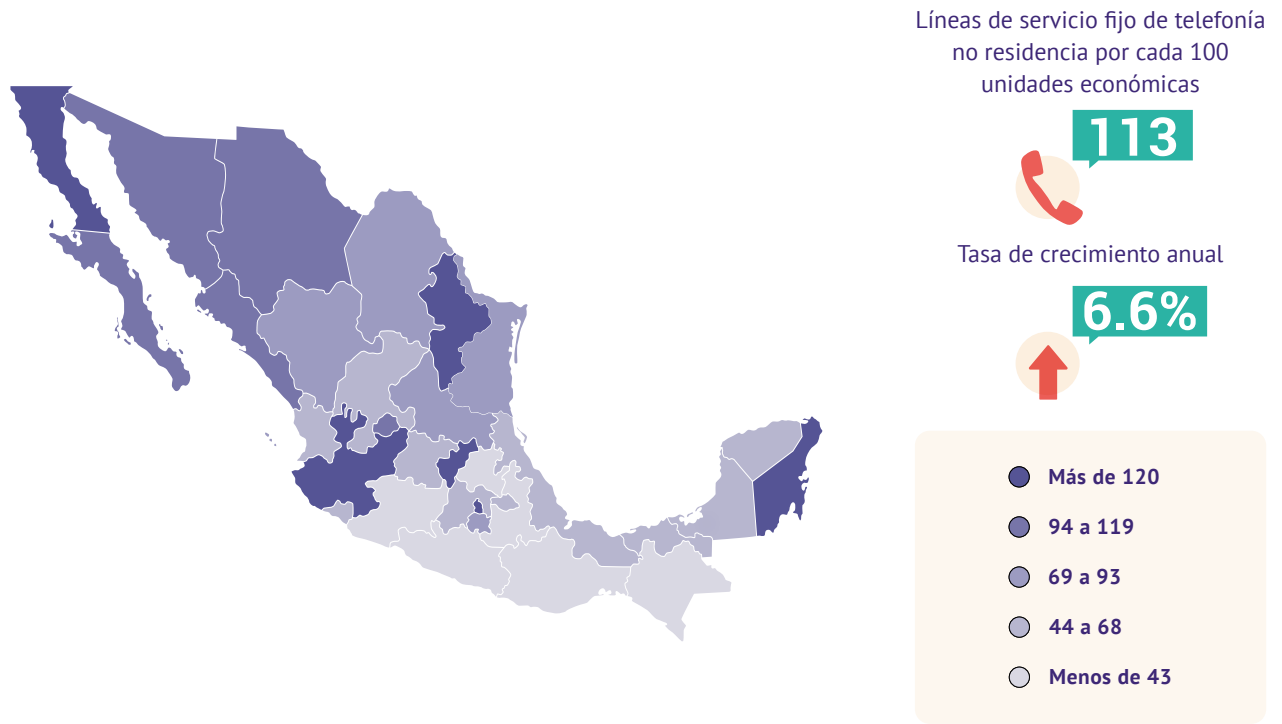 Líneas de servicio fijo de telefonía
no residencia por cada 100
unidades económicas
113
Tasa de crecimiento anual
6.6%
Más de 120
94 a 119
69 a 93
44 a 68
Menos de 43